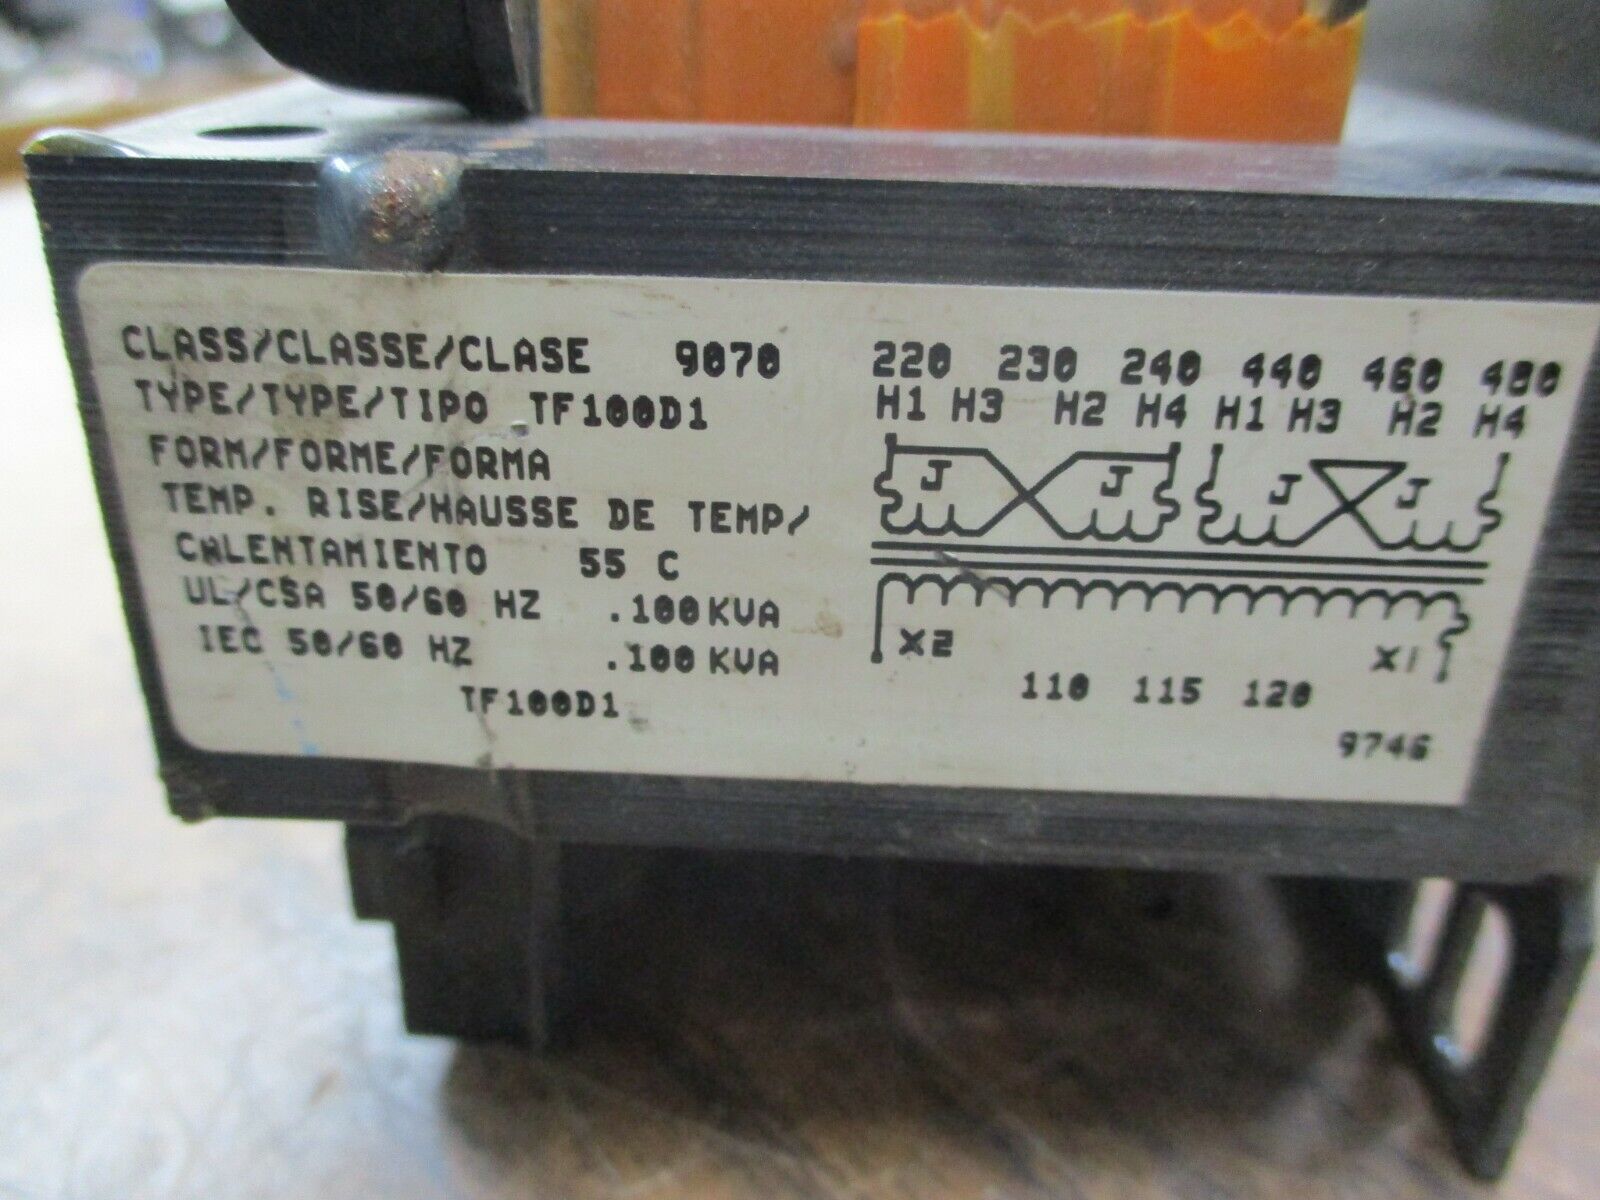 CLASS/CLASSE/CLASE 9070
TYPE/TYPE/TIPO TF100D1
FORM/FORME/FORMA
TEMP. RISE/HAUSSE DE TEMP/
CALENTAMIENTO 55 C
UL/CSA 50/60 HZ .100 KVA
IEC 50/60 HZ .100 KVA
TF100D1
220 230 240 440 460 480
H1 H3 H2 H4 H1 H3 H2 H4
J J J J
X2 X1
110 115 120
9746